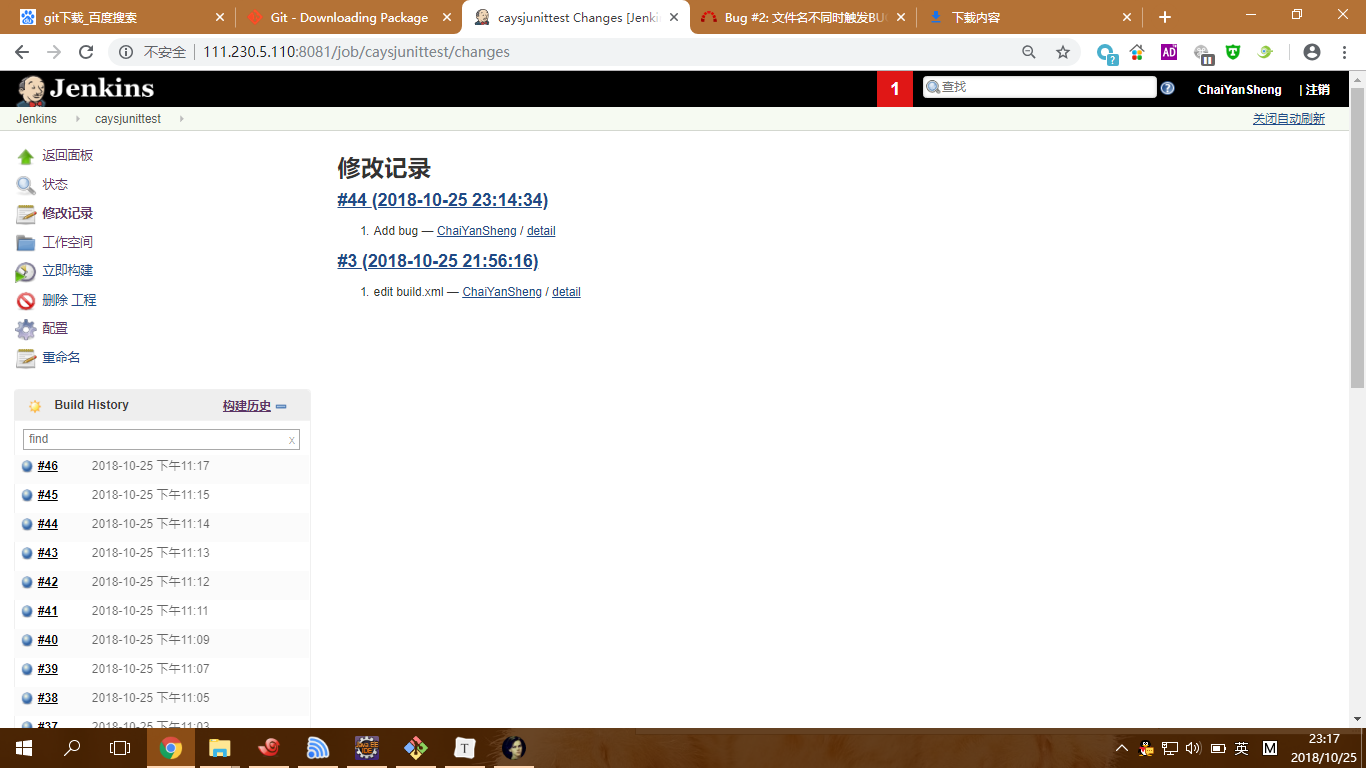 git下载_百度搜索
Git - Downloading Package
caysjunittest Changes [Jenki
Bug #2: 文件名不同时触发BU
下载内容
不安全 | 111.230.5.110:8081/job/caysjunittest/changes
Jenkins
1
查找
ChaiYanSheng
| 注销
Jenkins
caysjunittest
关闭自动刷新
返回面板
状态
修改记录
工作空间
立即构建
删除 工程
配置
重命名
修改记录
#44 (2018-10-25 23:14:34)
1. Add bug — ChaiYanSheng / detail
#3 (2018-10-25 21:56:16)
1. edit build.xml — ChaiYanSheng / detail
Build History
构建历史
find
x
#46 2018-10-25 下午11:17
#45 2018-10-25 下午11:15
#44 2018-10-25 下午11:14
#43 2018-10-25 下午11:13
#42 2018-10-25 下午11:12
#41 2018-10-25 下午11:11
#40 2018-10-25 下午11:09
#39 2018-10-25 下午11:07
#38 2018-10-25 下午11:05
#37 2018-10-25 下午11:03
英
M
23:17
2018/10/25